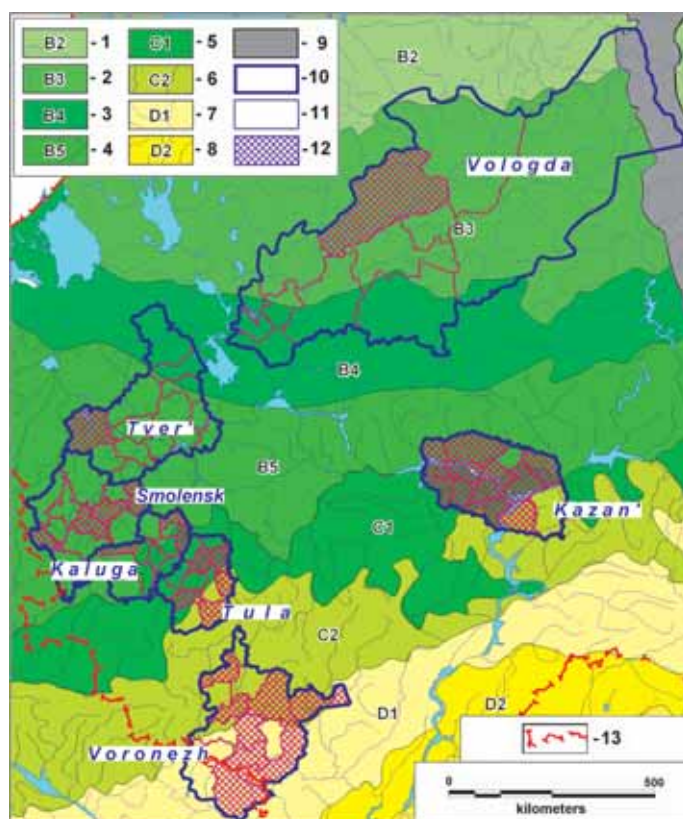 B2 - 1 C1 - 5 - 9
B3 - 2 C2 - 6 - 10
B4 - 3 D1 - 7 - 11
B5 - 4 D2 - 8 - 12
B2
Vologda
B3
B4
Tver'
B5
Smolensk
Kazan'
C1
Kaluga
Tula
C2
D1
D2
Voronezh
-13
0 500
kilometers